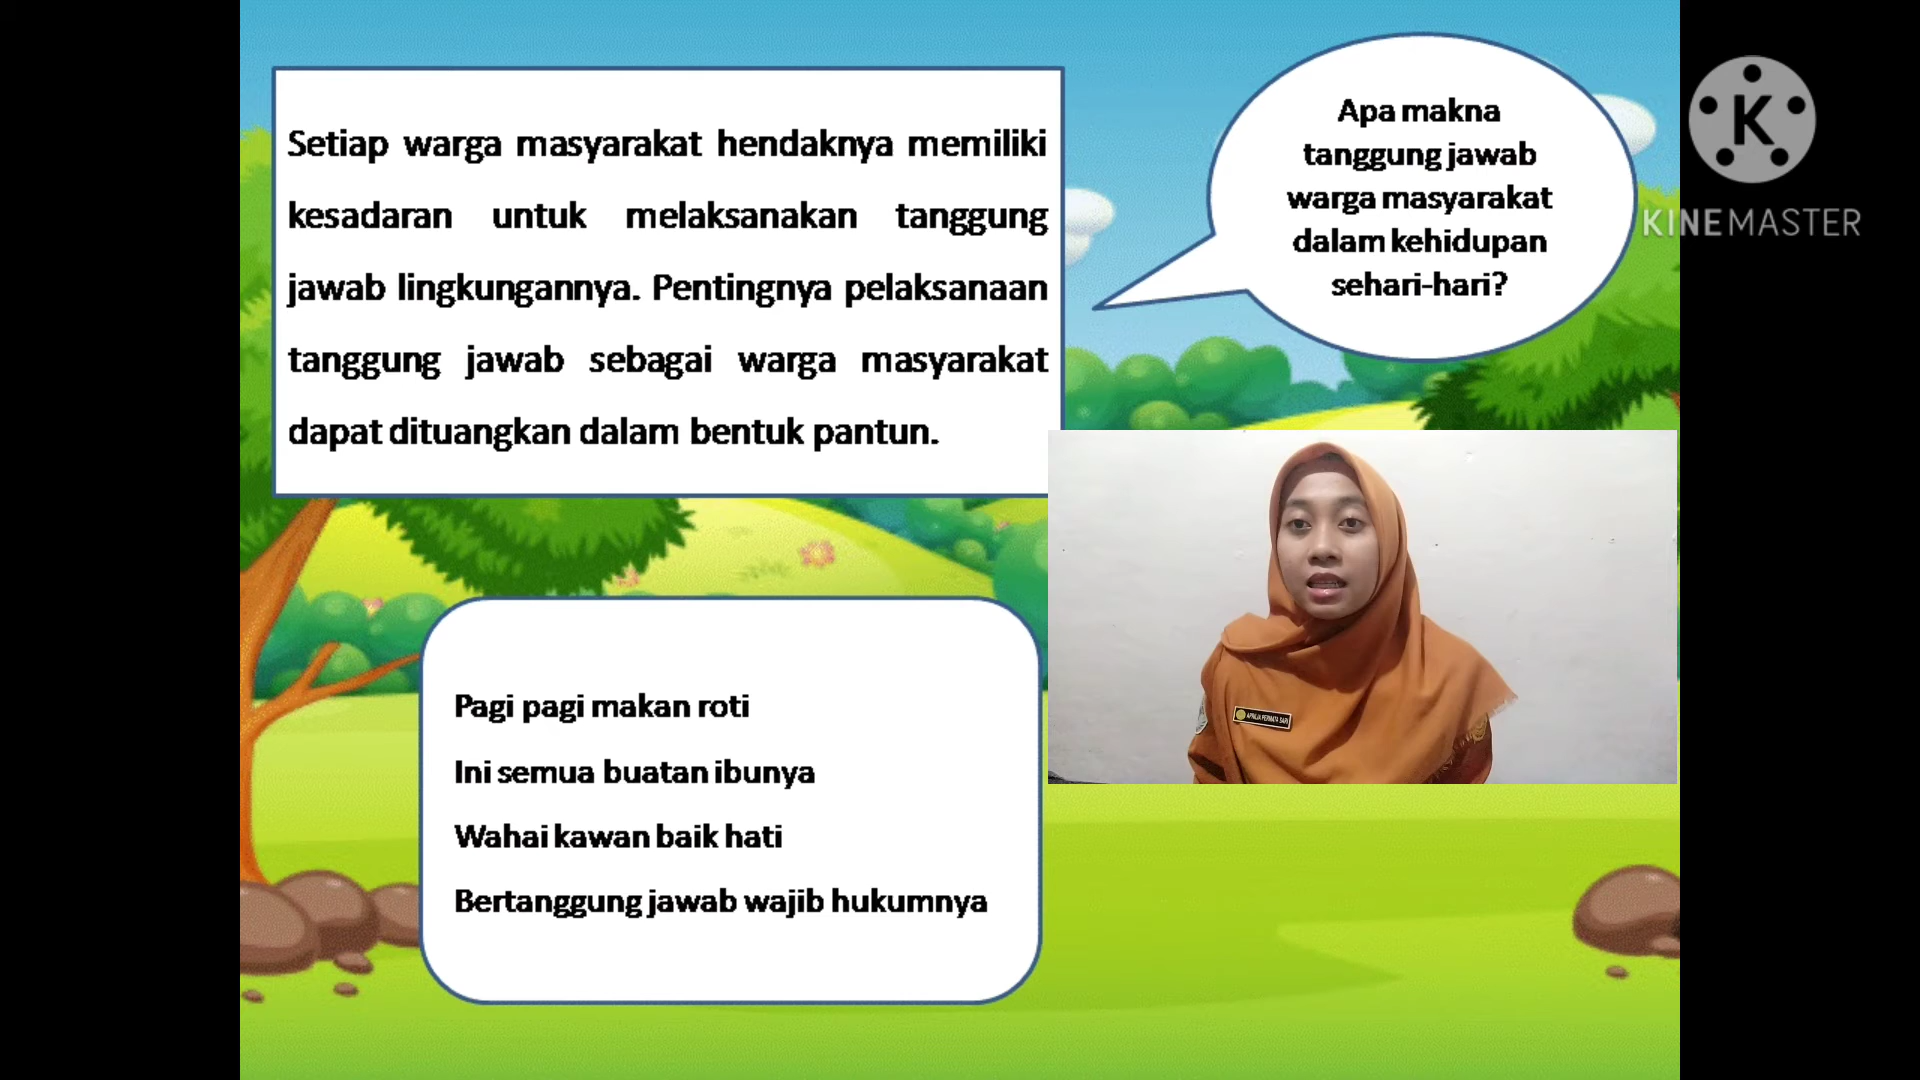 Setiap warga masyarakat hendaknya memiliki
kesadaran untuk melaksanakan tanggung
jawab lingkungannya. Pentingnya pelaksanaan
tanggung jawab sebagai warga masyarakat
dapat dituangkan dalam bentuk pantun.
Apa makna
tanggung jawab
warga masyarakat
dalam kehidupan
sehari-hari?
K
KINEMASTER
PERMATA SARI
Pagi pagi makan roti
Ini semua buatan ibunya
Wahai kawan baik hati
Bertanggung jawab wajib hukumnya